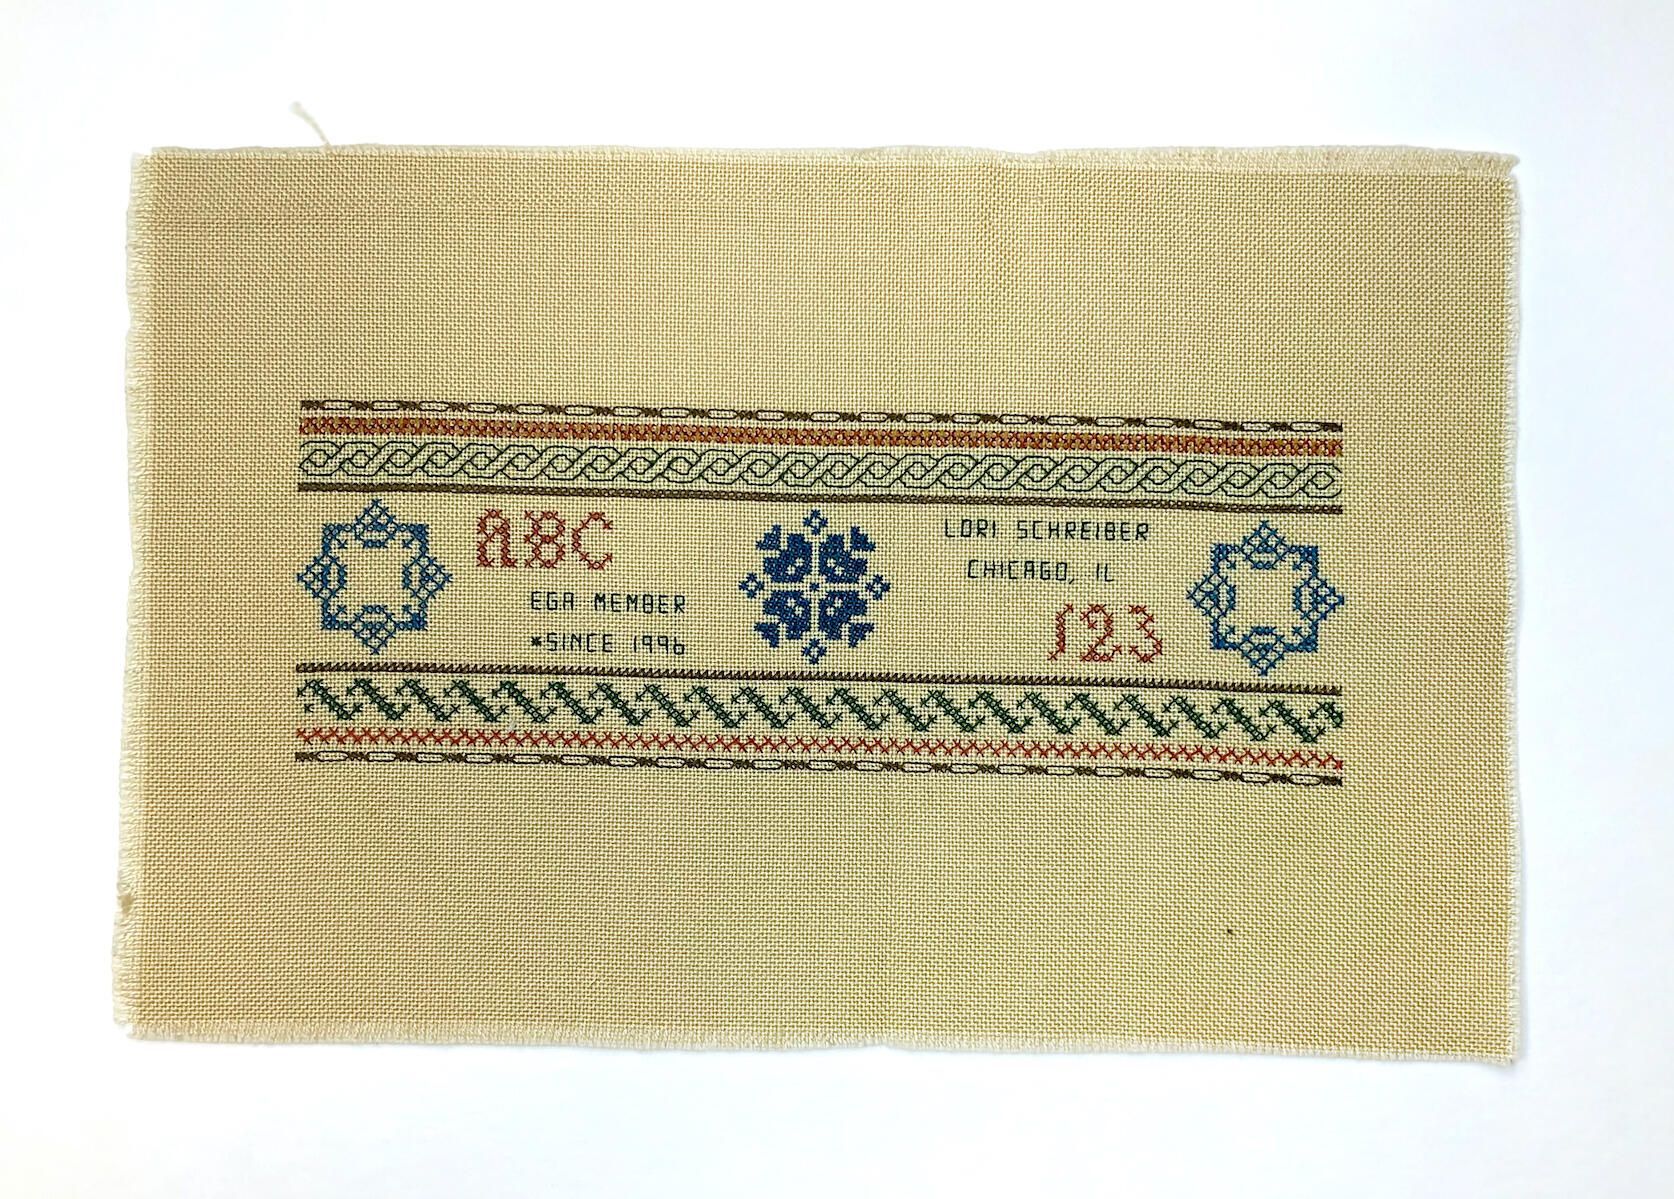 ABC
EGA MEMBER
*SINCE 1996
LORI SCHREIBER
CHICAGO, IL
123